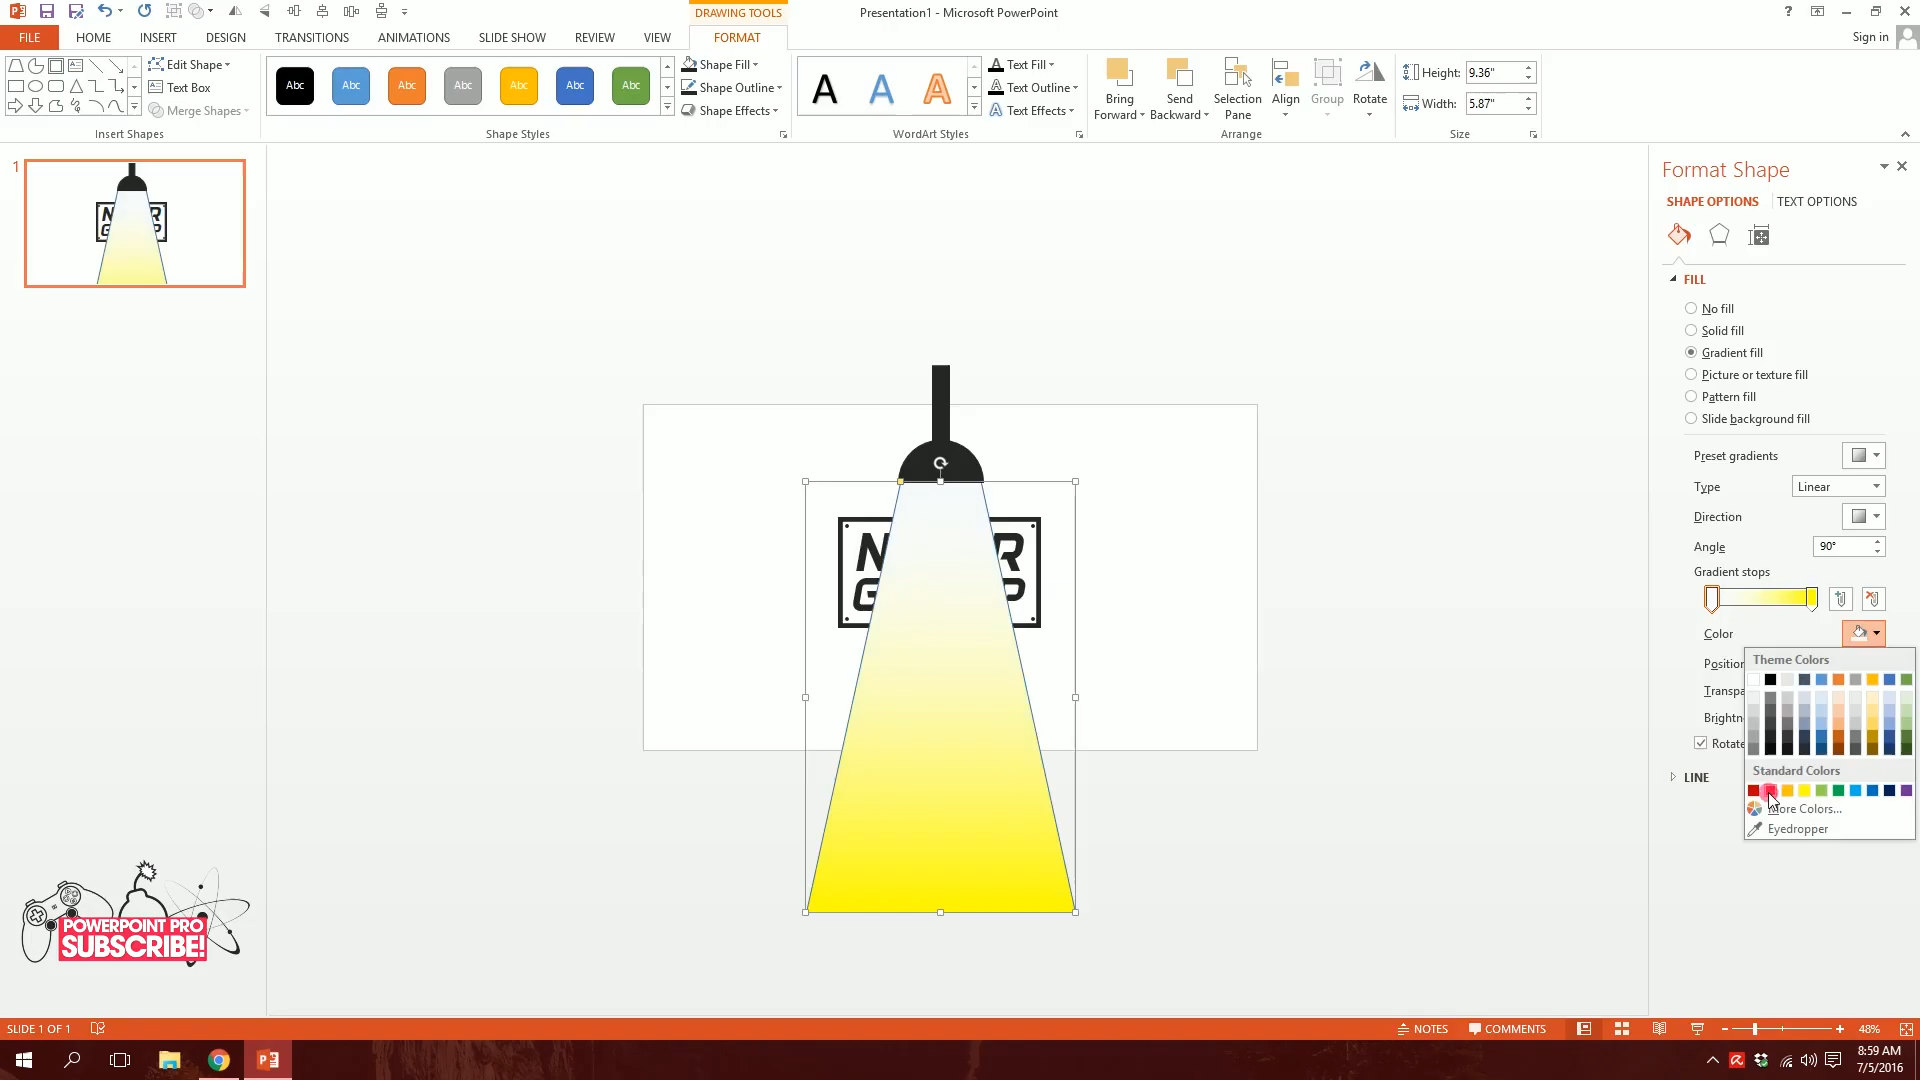 DRAWING TOOLS
Presentation1 - Microsoft PowerPoint
FILE HOME INSERT DESIGN TRANSITIONS ANIMATIONS SLIDE SHOW REVIEW VIEW FORMAT
Sign in
Edit Shape
Text Box
Merge Shapes
Insert Shapes
Abc Abc Abc Abc Abc Abc Abc
Shape Fill
Shape Outline
Shape Effects
Shape Styles
A A A
Text Fill
Text Outline
Text Effects
WordArt Styles
Bring Forward
Send Backward
Selection Pane
Align
Group
Rotate
Arrange
Height: 9.36"
Width: 5.87"
Size
1
N R
G P
N R
G P
Format Shape
SHAPE OPTIONS TEXT OPTIONS
FILL
No fill
Solid fill
Gradient fill
Picture or texture fill
Pattern fill
Slide background fill
Preset gradients
Type Linear
Direction
Angle 90°
Gradient stops
Color
Position
Transpa
Brightn
Rotate
LINE
Theme Colors
Standard Colors
More Colors...
Eyedropper
POWERPOINT PRO
SUBSCRIBE!
SLIDE 1 OF 1
NOTES COMMENTS 48%
8:59 AM
7/5/2016